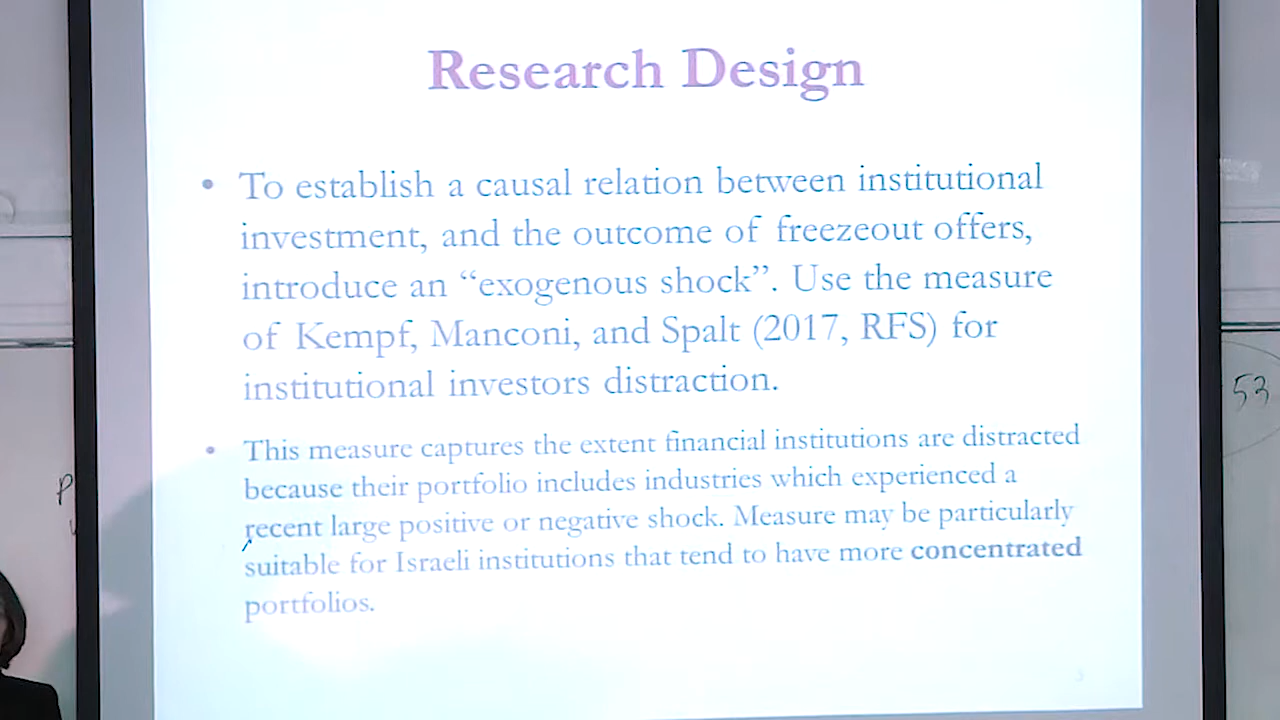 Research Design
• To establish a causal relation between institutional
investment, and the outcome of freezeout offers,
introduce an “exogenous shock”. Use the measure
of Kempf, Manconi, and Spalt (2017, RFS) for
institutional investors distraction.
• This measure captures the extent financial institutions are distracted
because their portfolio includes industries which experienced a
recent large positive or negative shock. Measure may be particularly
suitable for Israeli institutions that tend to have more concentrated
portfolios.
53
P